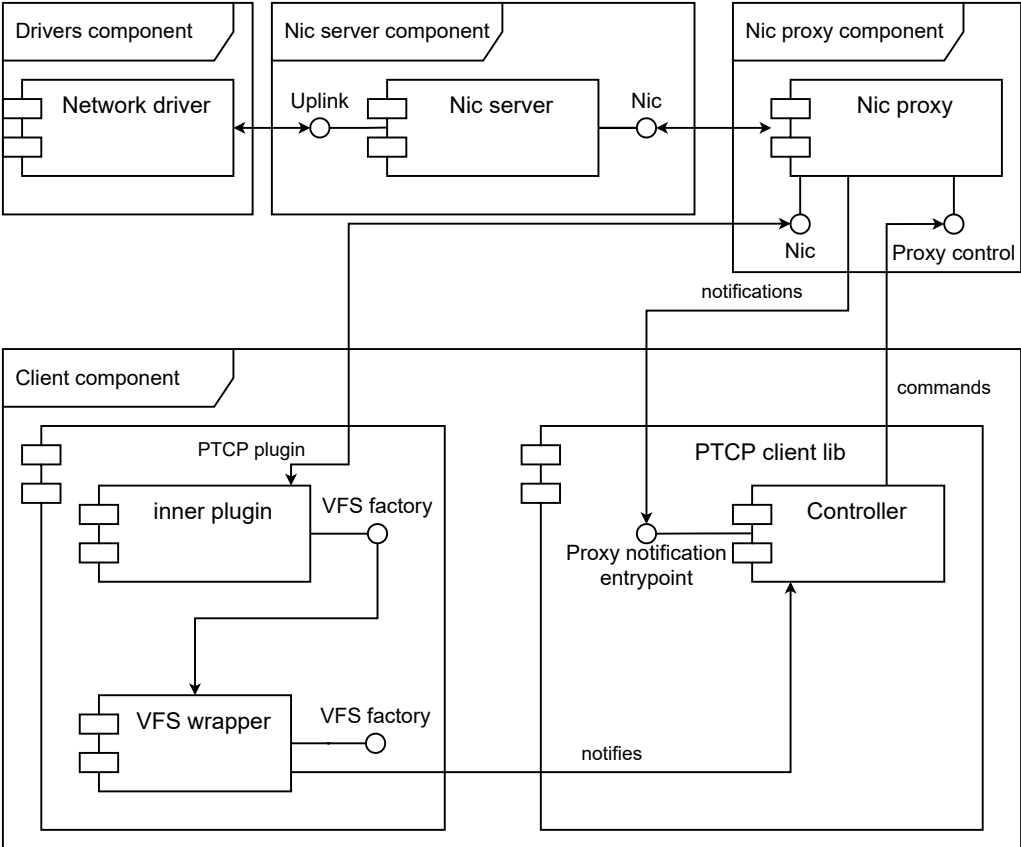 Drivers component
Nic server component
Nic proxy component
Network driver
Uplink
Nic server
Nic
Nic proxy
Nic
Proxy control
notifications
Client component
commands
PTCP plugin
PTCP client lib
inner plugin
VFS factory
Controller
Proxy notification
entrypoint
VFS wrapper
VFS factory
notifies